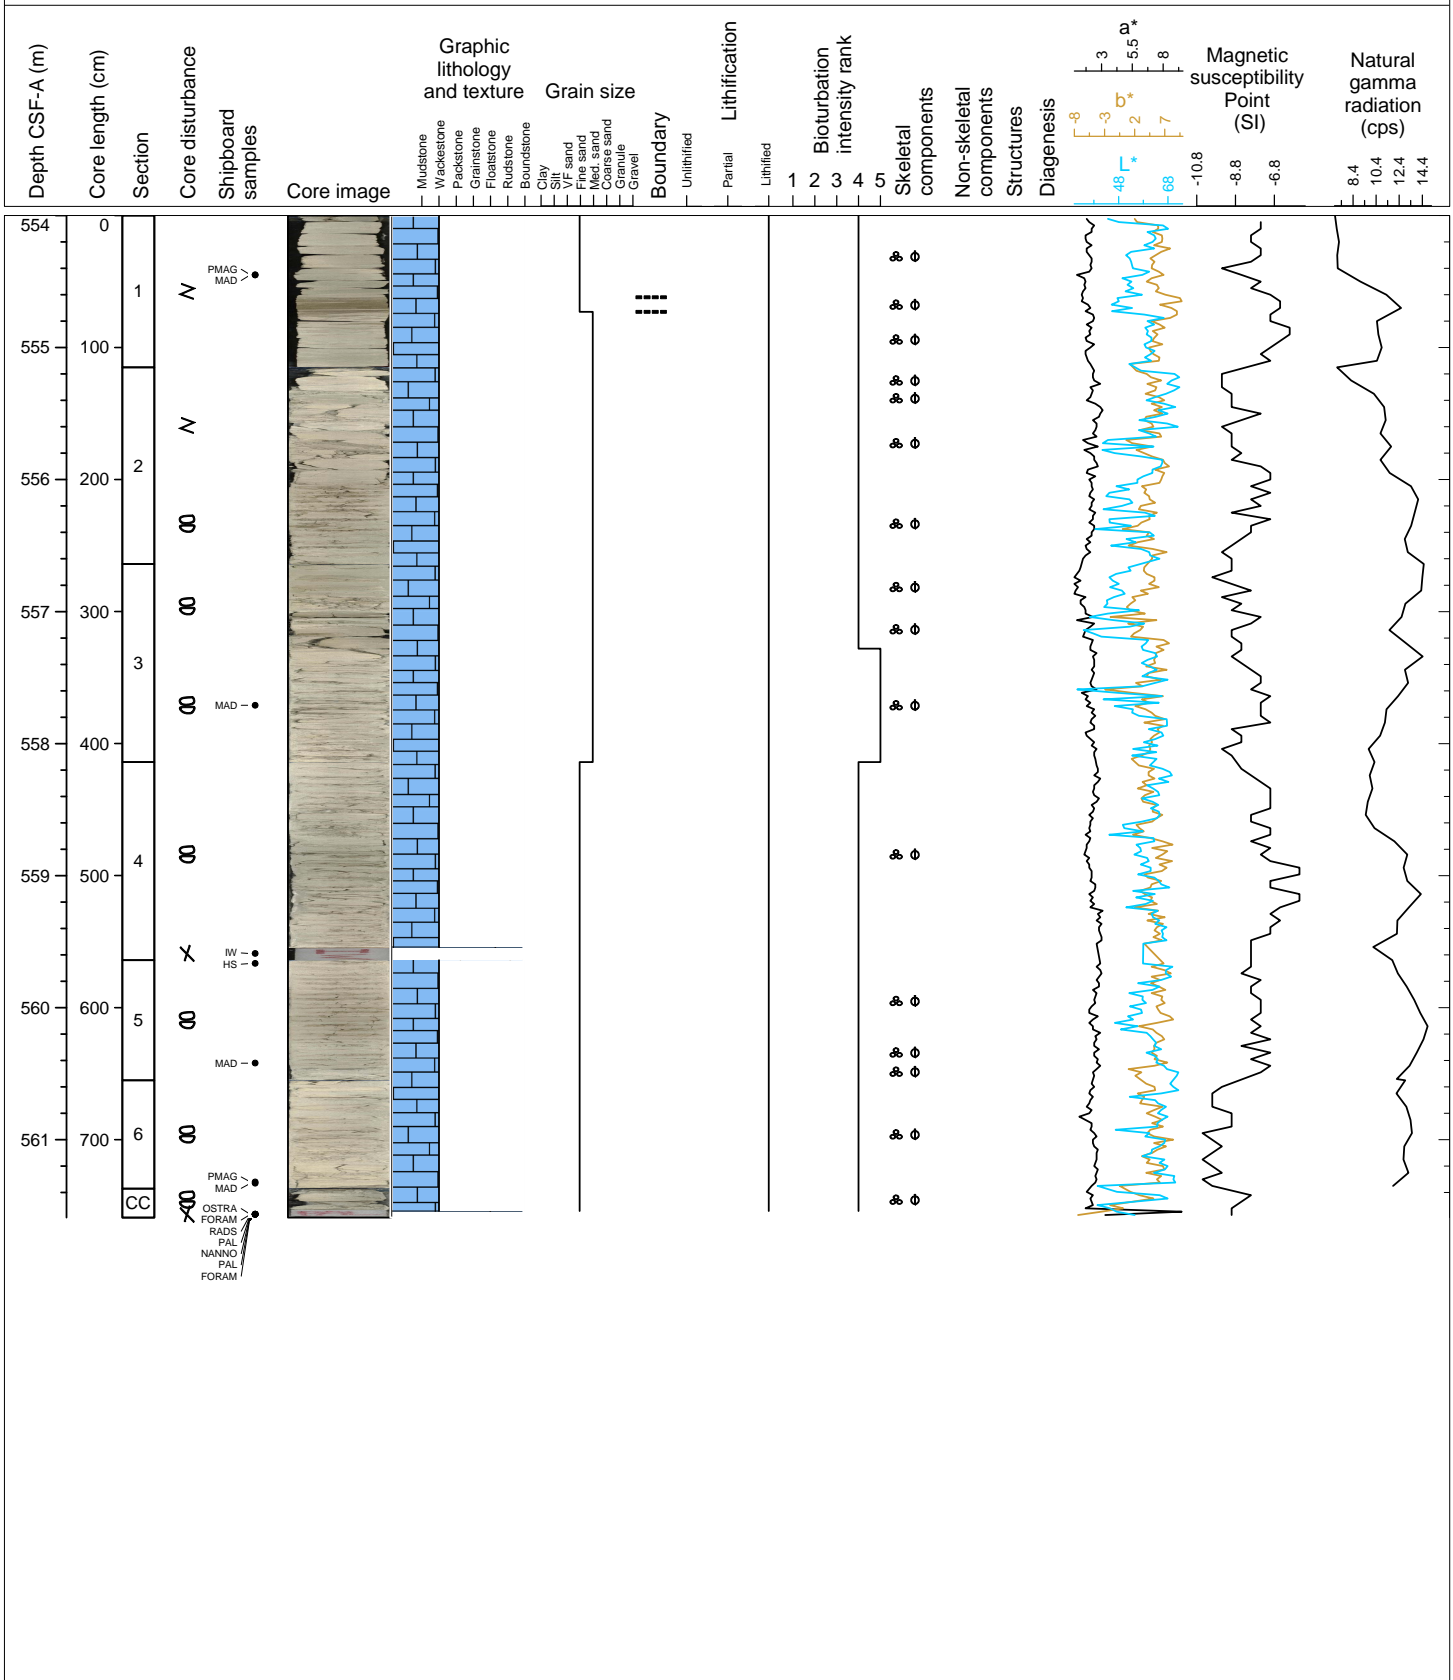 Depth CSF-A (m)
Core length (cm)
Section
Core disturbance
Shipboard
samples
Core image
Graphic
lithology
and texture
Mudstone
Wackestone
Packstone
Grainstone
Floatstone
Rudstone
Boundstone
Grain size
Clay
Silt
VF sand
Fine sand
Med. sand
Coarse sand
Granule
Gravel
Boundary
Lithification
Unlithified
Partial
Lithified
Bioturbation
intensity rank
1 2 3 4 5
Skeletal
components
Non-skeletal
components
Structures
Diagenesis
a*
3 5.5 8
b*
-8 -3 2 7
L*
48 68
Magnetic
susceptibility
Point
(SI)
-10.8 -8.8 -6.8
Natural
gamma
radiation
(cps)
8.4 10.4 12.4 14.4
554 0
PMAG
MAD
1
555 100
2
556 200
557 300
3
MAD
558 400
4
559 500
IW
HS
560 600
5
MAD
561 700
6
PMAG
MAD
CC
OSTRA
FORAM
RADS
PAL
NANNO
PAL
FORAM